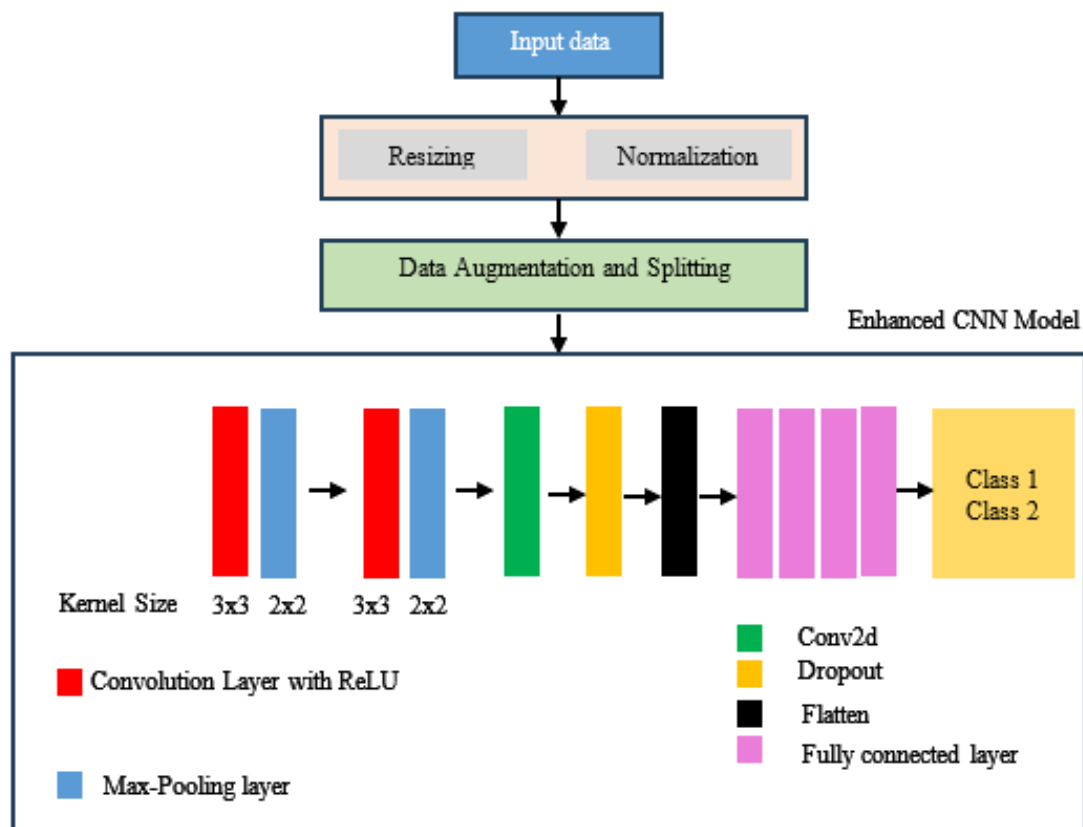 Input data
Resizing
Normalization
Data Augmentation and Splitting
Enhanced CNN Model
Class 1
Class 2
Kernel Size 3x3 2x2 3x3 2x2
Convolution Layer with ReLU
Max-Pooling layer
Conv2d
Dropout
Flatten
Fully connected layer